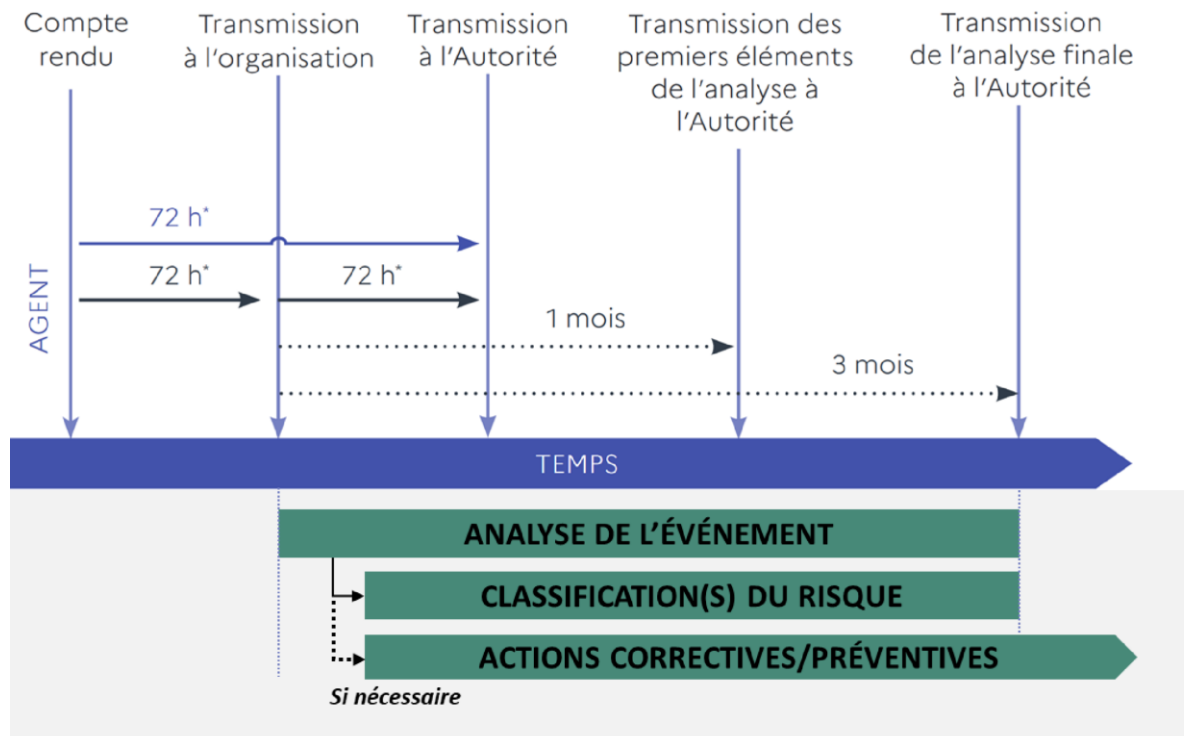 Compte
rendu
Transmission
à l'organisation
Transmission
à l'Autorité
Transmission des
premiers éléments
de l'analyse à
l'Autorité
Transmission
de l'analyse finale
à l'Autorité
72 h*
72 h*
72 h*
1 mois
3 mois
AGENT
TEMPS
ANALYSE DE L'ÉVÉNEMENT
CLASSIFICATION(S) DU RISQUE
ACTIONS CORRECTIVES/PRÉVENTIVES
Si nécessaire